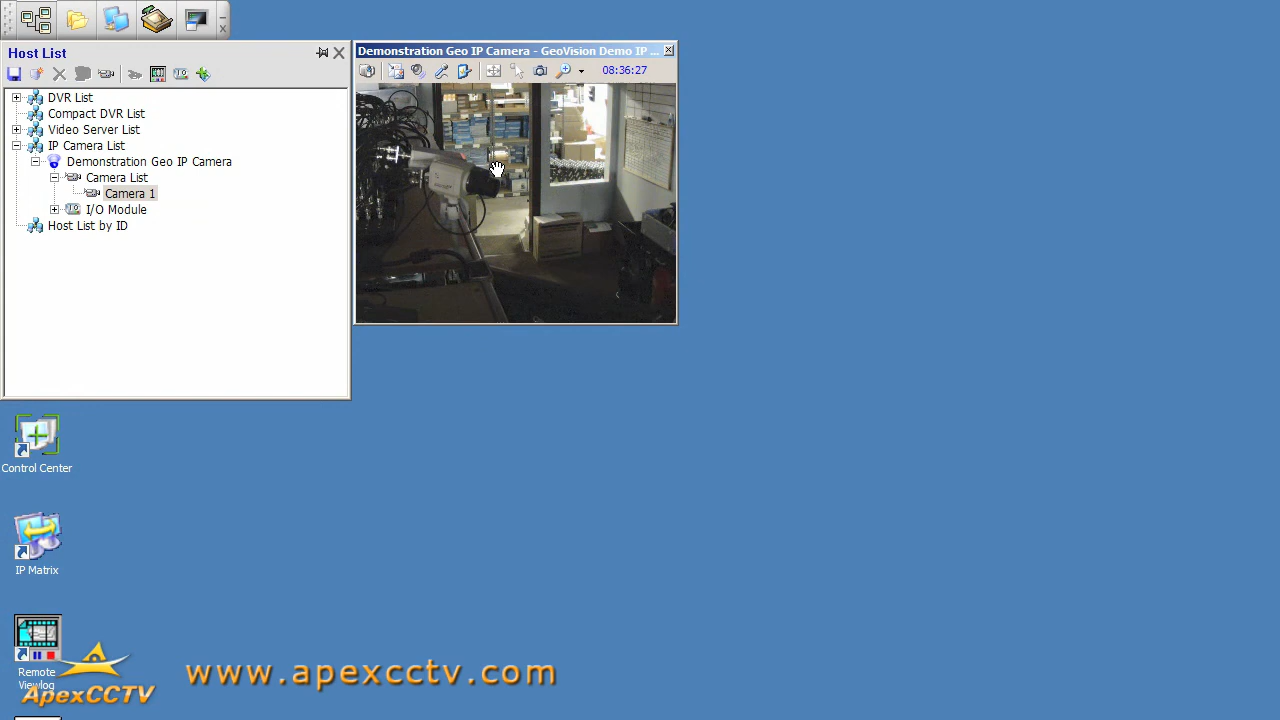 Host List
DVR List
Compact DVR List
Video Server List
IP Camera List
Demonstration Geo IP Camera
Camera List
Camera 1
I/O Module
Host List by ID
Demonstration Geo IP Camera - GeoVision Demo IP ...
08:36:27
Control Center
IP Matrix
Remote
Viewlog
ApexCCTV
www.apexcctv.com